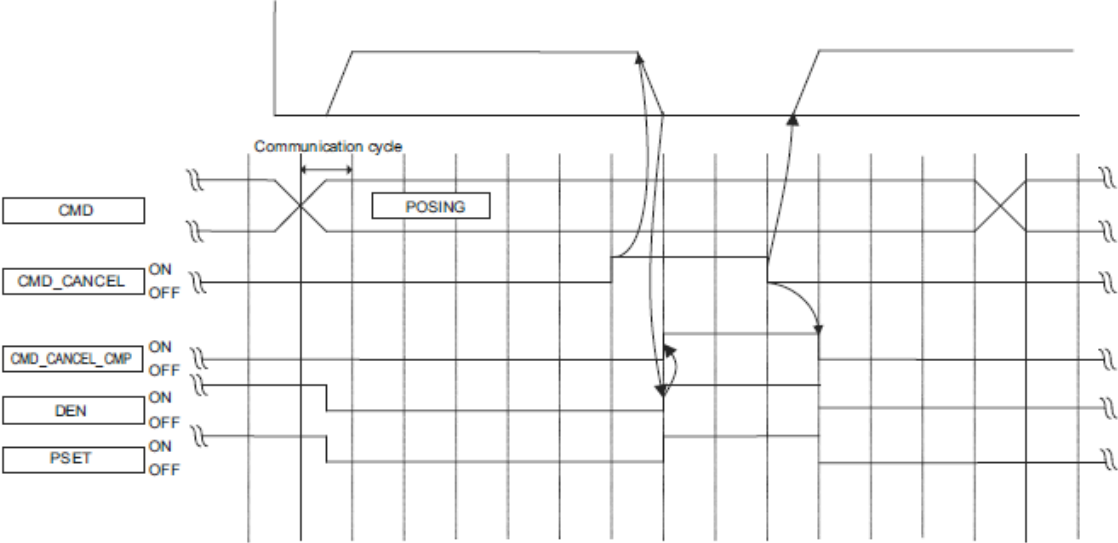 Communication cycle
CMD
POSING
CMD_CANCEL
ON
OFF
CMD_CANCEL_CMP
ON
OFF
DEN
ON
OFF
PSET
ON
OFF